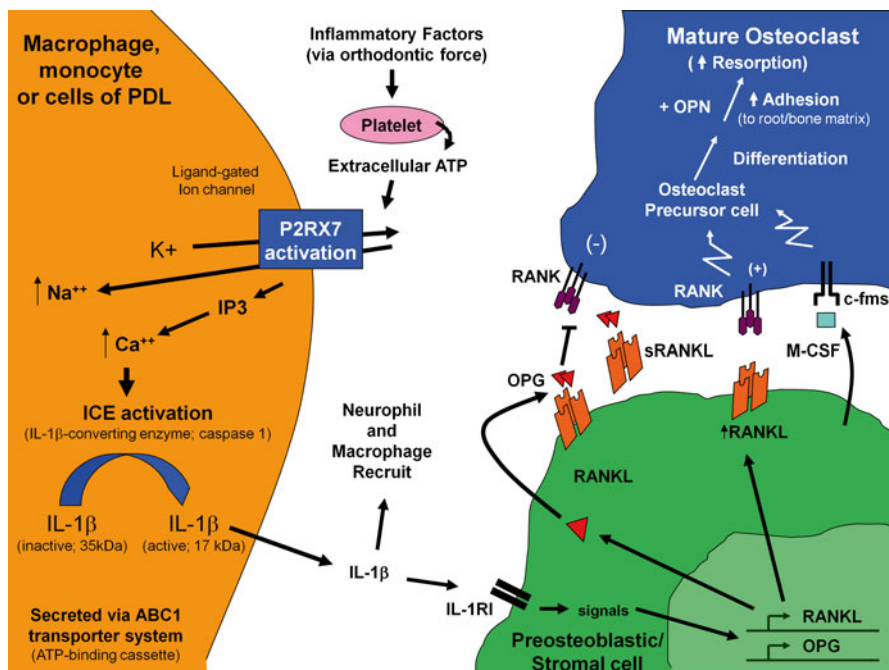 Macrophage,
monocyte
or cells of PDL
Inflammatory Factors
(via orthodontic force)
Platelet
Extracellular ATP
Ligand-gated
Ion channel
P2RX7
activation
K+
Na++
IP3
Ca++
ICE activation
(IL-1β-converting enzyme; caspase 1)
IL-1β
(inactive; 35kDa)
IL-1β
(active; 17 kDa)
Secreted via ABC1
transporter system
(ATP-binding cassette)
Neurophil
and
Macrophage
Recruit
IL-1β
IL-1RI
signals
Mature Osteoclast
( Resorption)
+ OPN
Adhesion
(to root/bone matrix)
Differentiation
Osteoclast
Precursor cell
(-)
RANK
(+)
RANK
c-fms
sRANKL
M-CSF
OPG
RANKL
RANKL
Preosteoblastic/
Stromal cell
RANKL
OPG